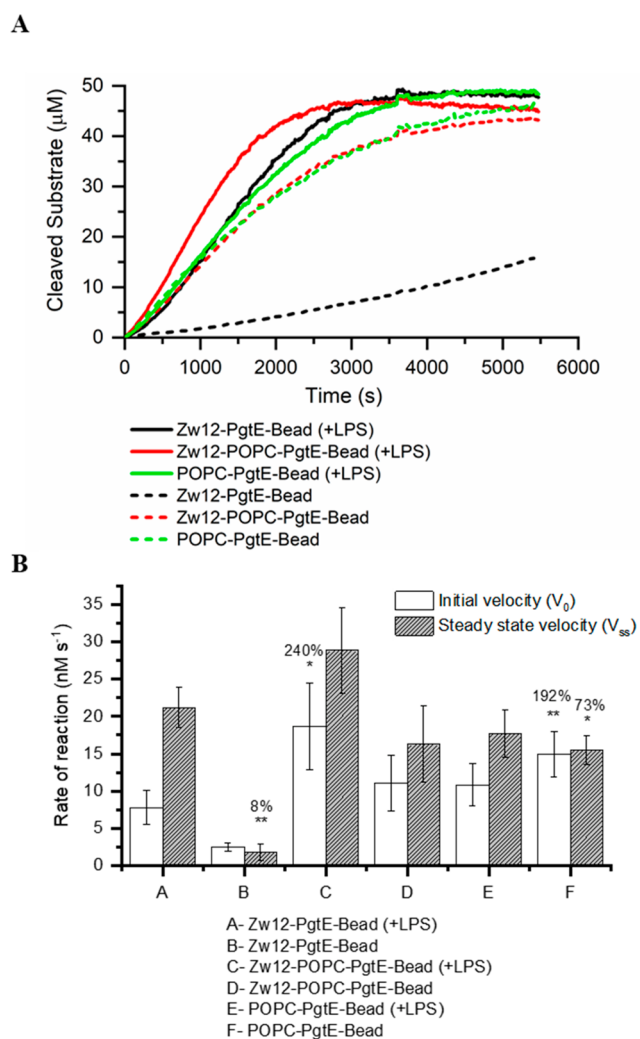 A
50
40
30
20
10
0
Cleaved Substrate (μM)
0 1000 2000 3000 4000 5000 6000
Time (s)
Zw12-PgtE-Bead (+LPS)
Zw12-POPC-PgtE-Bead (+LPS)
POPC-PgtE-Bead (+LPS)
Zw12-PgtE-Bead
Zw12-POPC-PgtE-Bead
POPC-PgtE-Bead
B
35
30
25
20
15
10
5
0
Rate of reaction (nM s⁻¹)
Initial velocity (V₀)
Steady state velocity (Vₛₛ)
8%
**
240%
*
192%
**
73%
*
A B C D E F
A- Zw12-PgtE-Bead (+LPS)
B- Zw12-PgtE-Bead
C- Zw12-POPC-PgtE-Bead (+LPS)
D- Zw12-POPC-PgtE-Bead
E- POPC-PgtE-Bead (+LPS)
F- POPC-PgtE-Bead